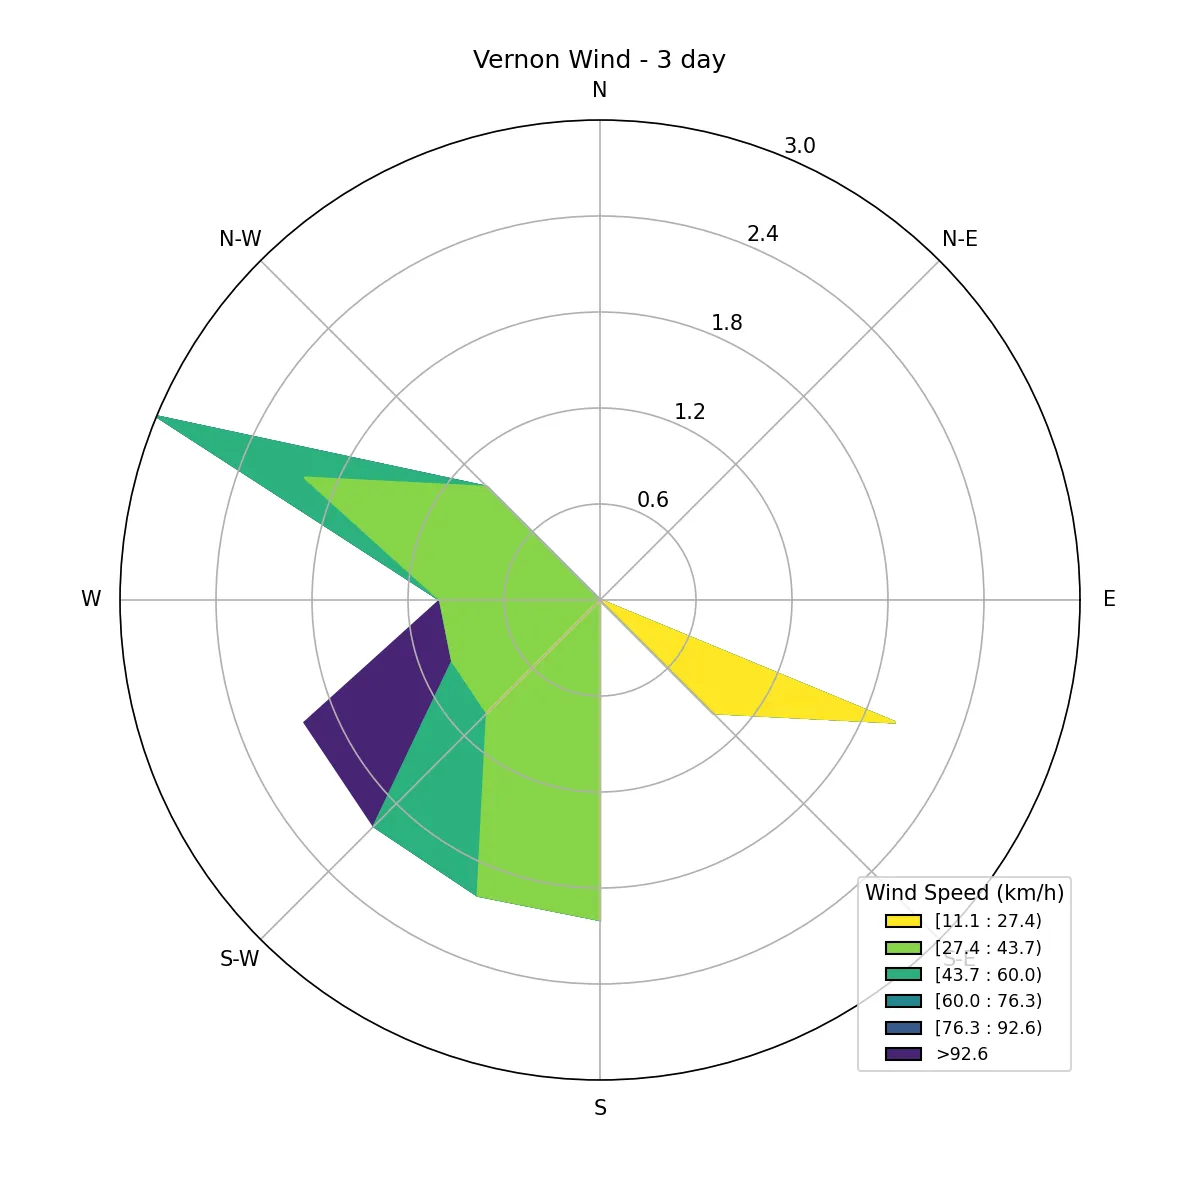 Vernon Wind - 3 day
N
3.0
2.4
N-W
N-E
1.8
1.2
0.6
W
E
Wind Speed (km/h)
[11.1 : 27.4)
[27.4 : 43.7)
S-W
S-E
[43.7 : 60.0)
[60.0 : 76.3)
[76.3 : 92.6)
>92.6
S